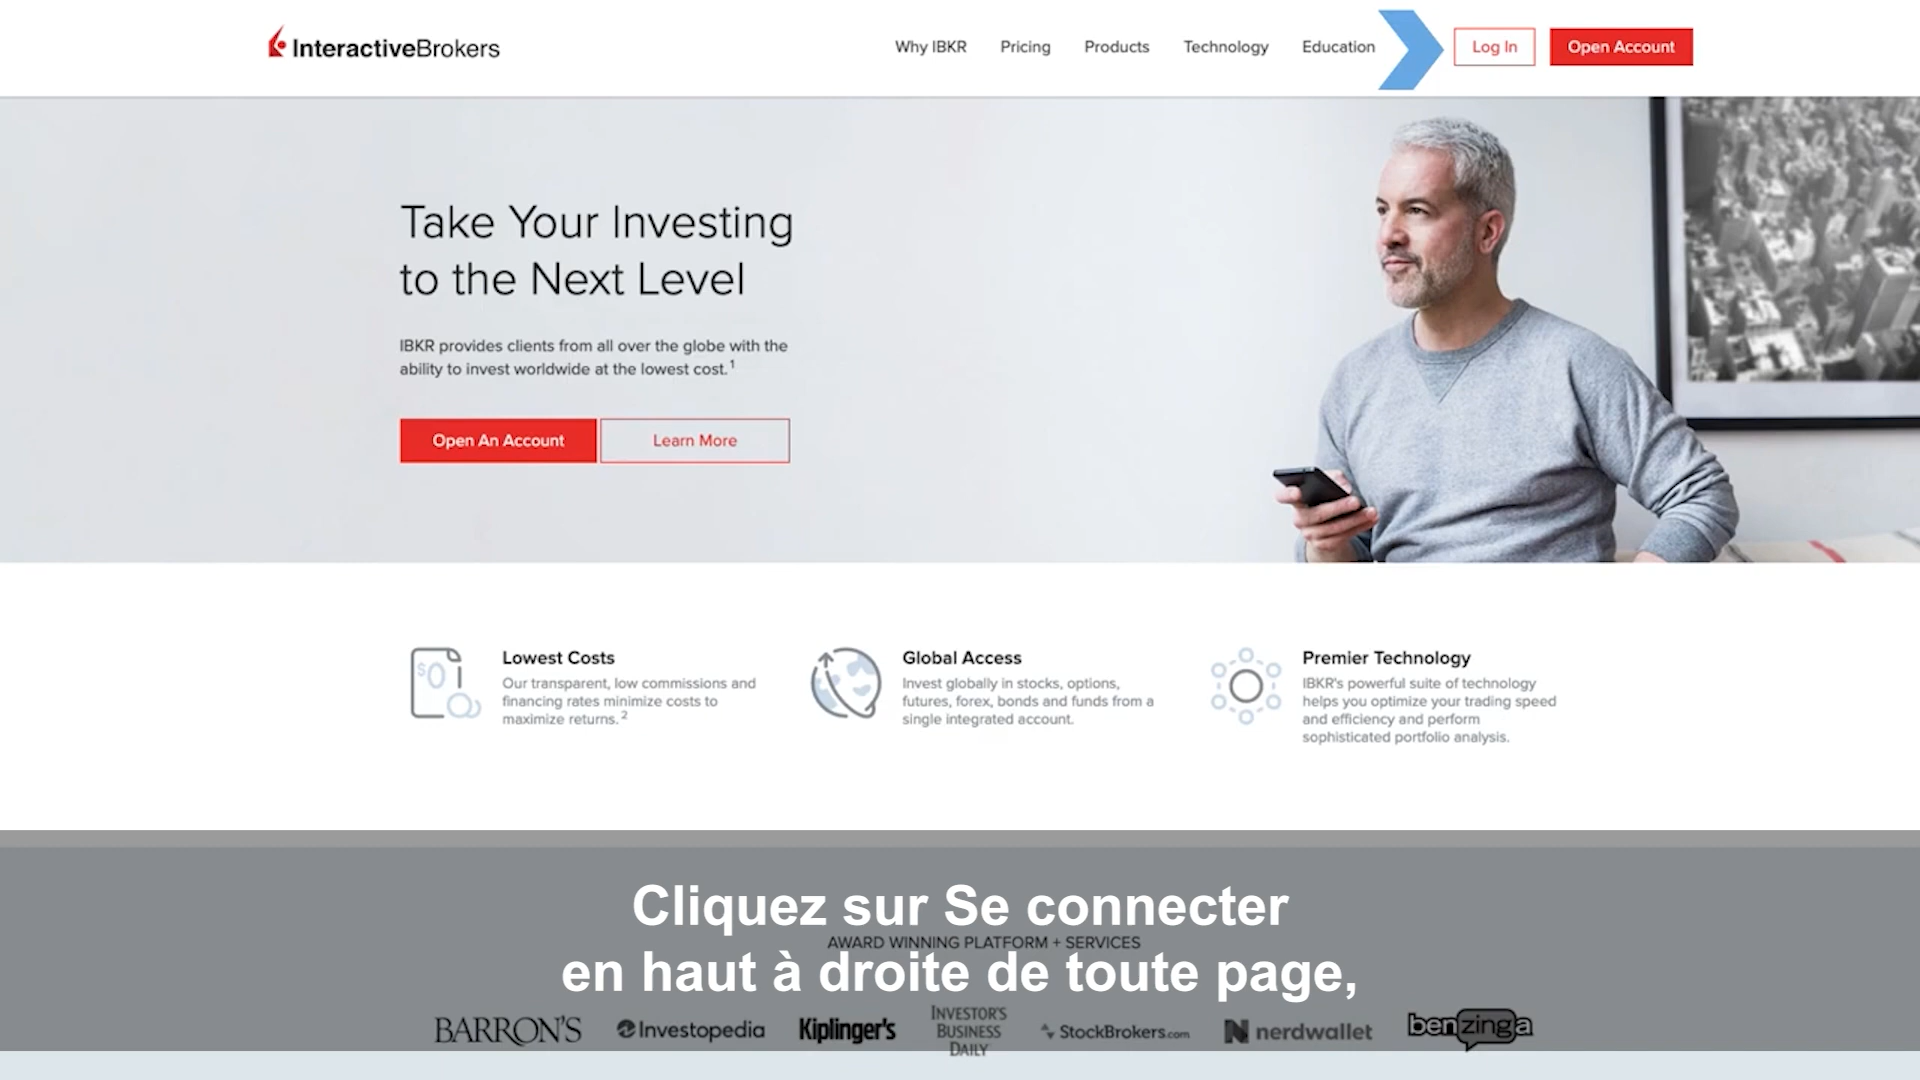 InteractiveBrokers
Why IBKR Pricing Products Technology Education Log In Open Account
Take Your Investing
to the Next Level
IBKR provides clients from all over the globe with the
ability to invest worldwide at the lowest cost. 1
Open An Account Learn More
$0
Lowest Costs
Our transparent, low commissions and
financing rates minimize costs to
maximize returns. 2
Global Access
Invest globally in stocks, options,
futures, forex, bonds and funds from a
single integrated account.
Premier Technology
IBKR's powerful suite of technology
helps you optimize your trading speed
and efficiency and perform
sophisticated portfolio analysis.
Cliquez sur Se connecter
AWARD WINNING PLATFORM + SERVICES
en haut à droite de toute page,
BARRON'S
Investopedia
Kiplinger's
INVESTOR'S
BUSINESS
DAILY
StockBrokers.com
nerdwallet
benzinga